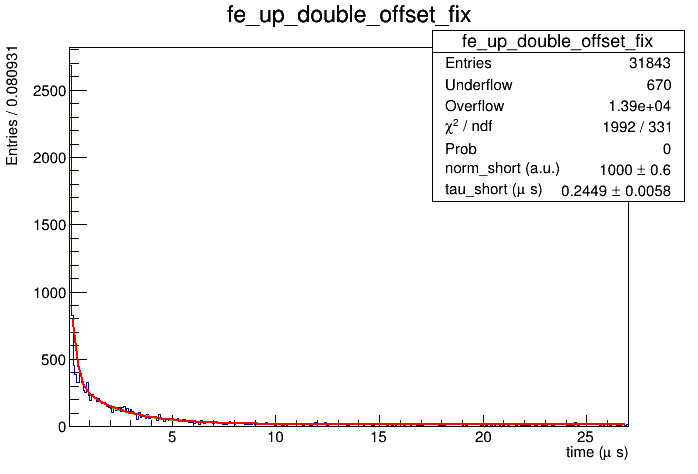 fe_up_double_offset_fix
fe_up_double_offset_fix
Entries 31843
Underflow 670
Overflow 1.39e+04
χ² / ndf 1992 / 331
Prob 0
norm_short (a.u.) 1000 ± 0.6
tau_short (μ s) 0.2449 ± 0.0058
Entries / 0.080931
2500
2000
1500
1000
500
0
5 10 15 20 25
time (μ s)